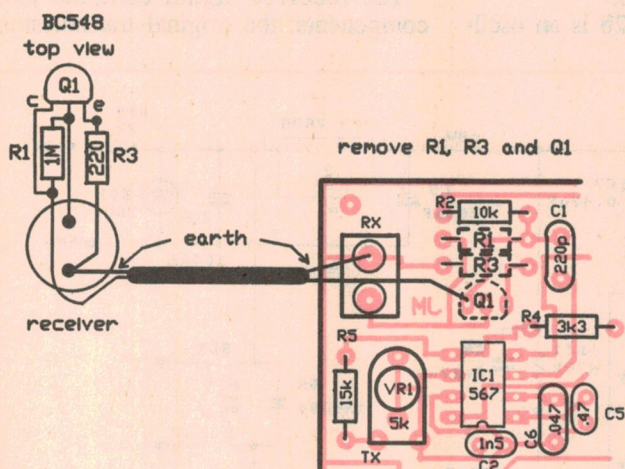 BC548
top view
Q1
c
e
R1
1M
220
R3
earth
receiver
remove R1, R3 and Q1
RX
R2
10k
C1
220p
R1
R3
Q1
ML
R4
3k3
R5
15k
VR1
5k
TX
IC1
567
1n5
C2
C6
.047
.47
C5